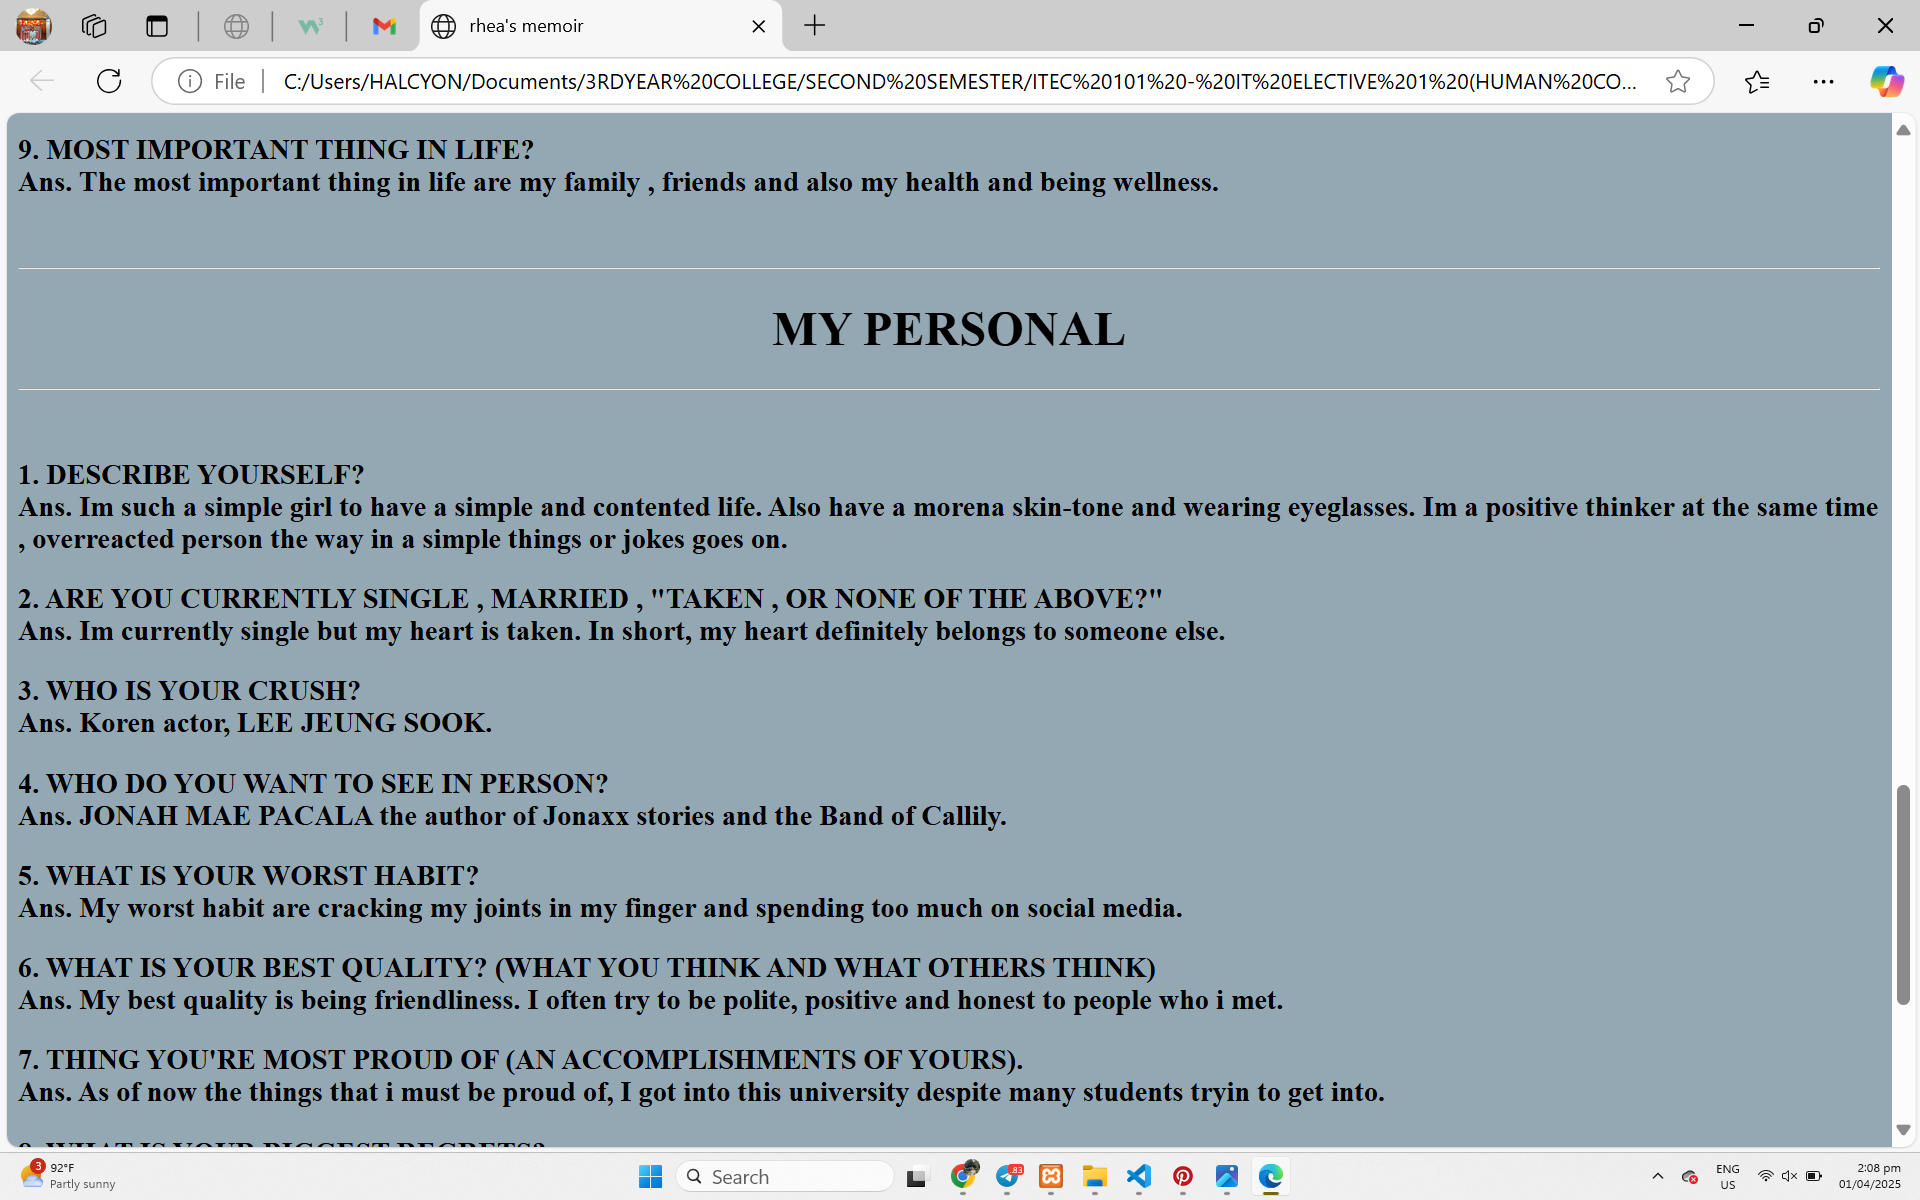 rhea's memoir
File
C:/Users/HALCYON/Documents/3RDYEAR%20COLLEGE/SECOND%20SEMESTER/ITEC%20101%20-%20IT%20ELECTIVE%201%20(HUMAN%20CO...
9. MOST IMPORTANT THING IN LIFE?
Ans. The most important thing in life are my family , friends and also my health and being wellness.
MY PERSONAL
1. DESCRIBE YOURSELF?
Ans. Im such a simple girl to have a simple and contented life. Also have a morena skin-tone and wearing eyeglasses. Im a positive thinker at the same time
, overreacted person the way in a simple things or jokes goes on.
2. ARE YOU CURRENTLY SINGLE , MARRIED , "TAKEN , OR NONE OF THE ABOVE?"
Ans. Im currently single but my heart is taken. In short, my heart definitely belongs to someone else.
3. WHO IS YOUR CRUSH?
Ans. Koren actor, LEE JEUNG SOOK.
4. WHO DO YOU WANT TO SEE IN PERSON?
Ans. JONAH MAE PACALA the author of Jonaxx stories and the Band of Callily.
5. WHAT IS YOUR WORST HABIT?
Ans. My worst habit are cracking my joints in my finger and spending too much on social media.
6. WHAT IS YOUR BEST QUALITY? (WHAT YOU THINK AND WHAT OTHERS THINK)
Ans. My best quality is being friendliness. I often try to be polite, positive and honest to people who i met.
7. THING YOU'RE MOST PROUD OF (AN ACCOMPLISHMENTS OF YOURS).
Ans. As of now the things that i must be proud of, I got into this university despite many students tryin to get into.
8. WHAT IS YOUR BIGGEST REGRETS?
3
92°F
Partly sunny
Search
83
ENG
US
2:08 pm
01/04/2025